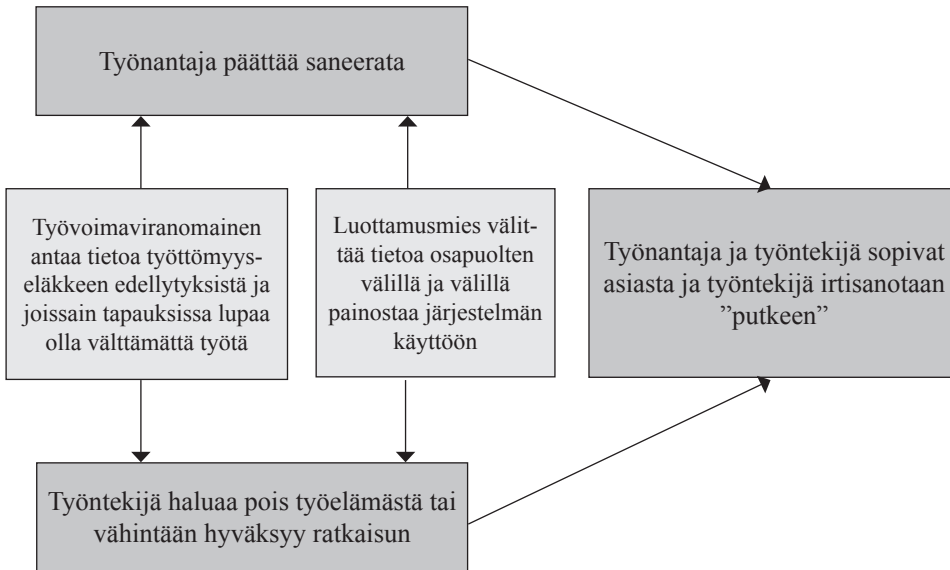 Työnantaja päättää saneerata
Työvoimaviranomainen
antaa tietoa työttömyys-
eläkkeen edellytyksistä ja
joissain tapauksissa lupaa
olla välttämättä työtä
Luottamusmies välit-
tää tietoa osapuolten
välillä ja välillä
painostaa järjestelmän
käyttöön
Työnantaja ja työntekijä sopivat
asiasta ja työntekijä irtisanotaan
”putkeen”
Työntekijä haluaa pois työelämästä tai
vähintään hyväksyy ratkaisun